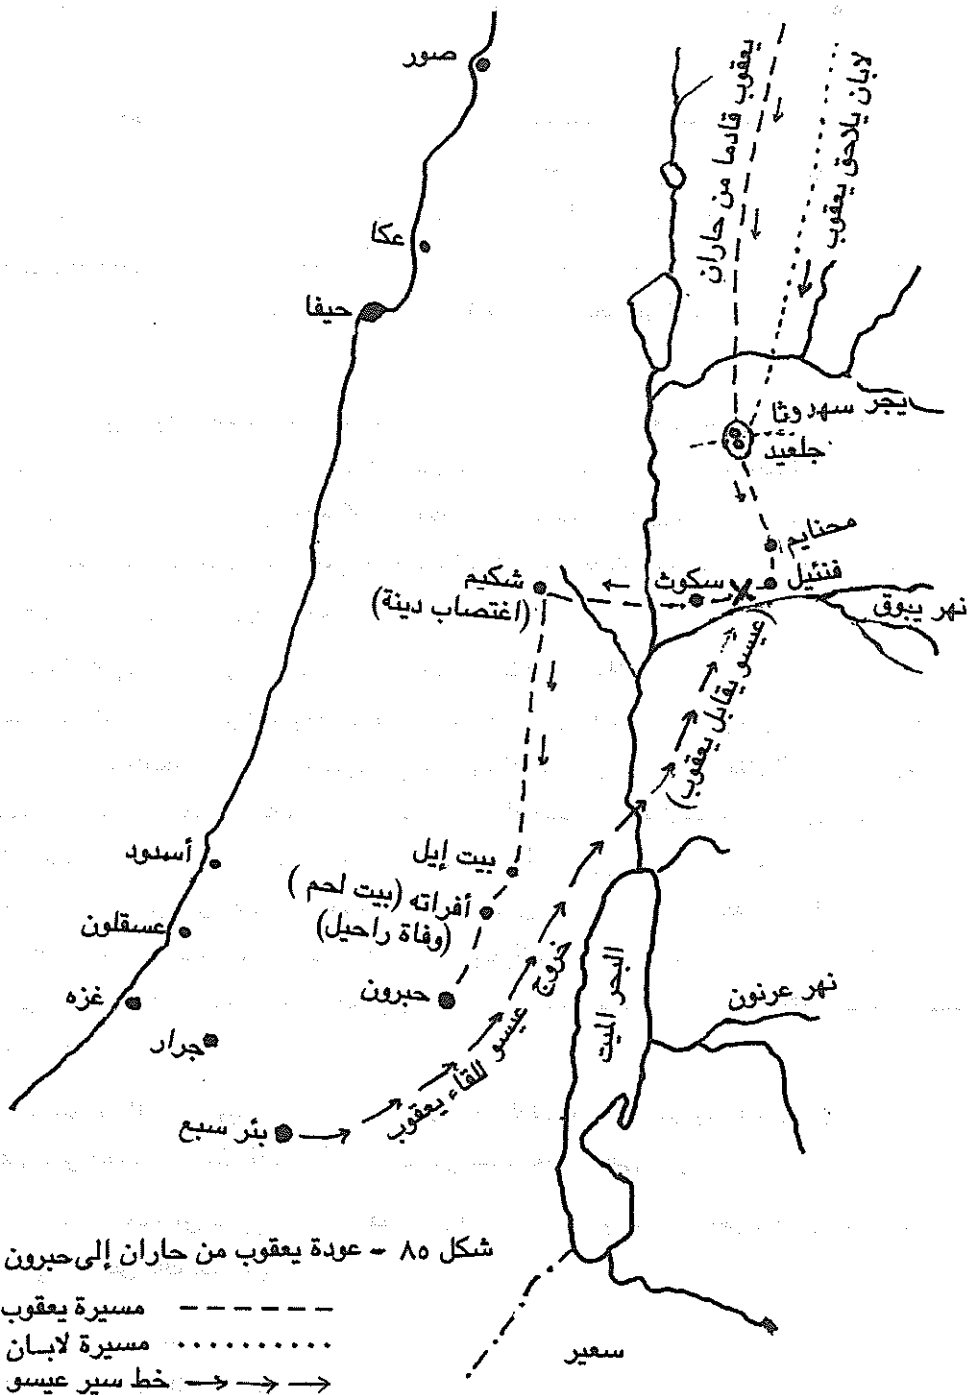 صور
يعقوب قادما من حاران
لابان يلاحق يعقوب
عكا
حيفا
يجر سهدوثا
جلعيد
محنايم
فنئيل
سكوث
شكيم
(اغتصاب دينة)
نهر يبوق
(عيسو يقابل يعقوب)
أسدود
بيت إيل
أفراته (بيت لحم)
(وفاة راحيل)
عسقلون
حبرون
غزه
جرار
خروج عيسو للقاء يعقوب
البحر الميت
نهر عرنون
بئر سبع
شكل ٨٥ - عودة يعقوب من حاران إلى حبرون
مسيرة يعقوب
مسيرة لابــان
خط سير عيسو
سعير